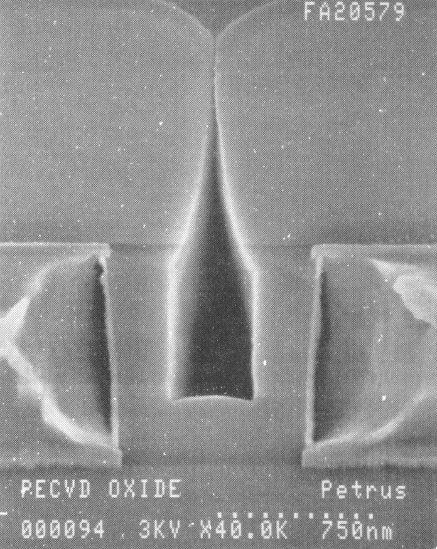 FA20579
PECVD OXIDE Petrus
000094 3KV X40.0K 750nm